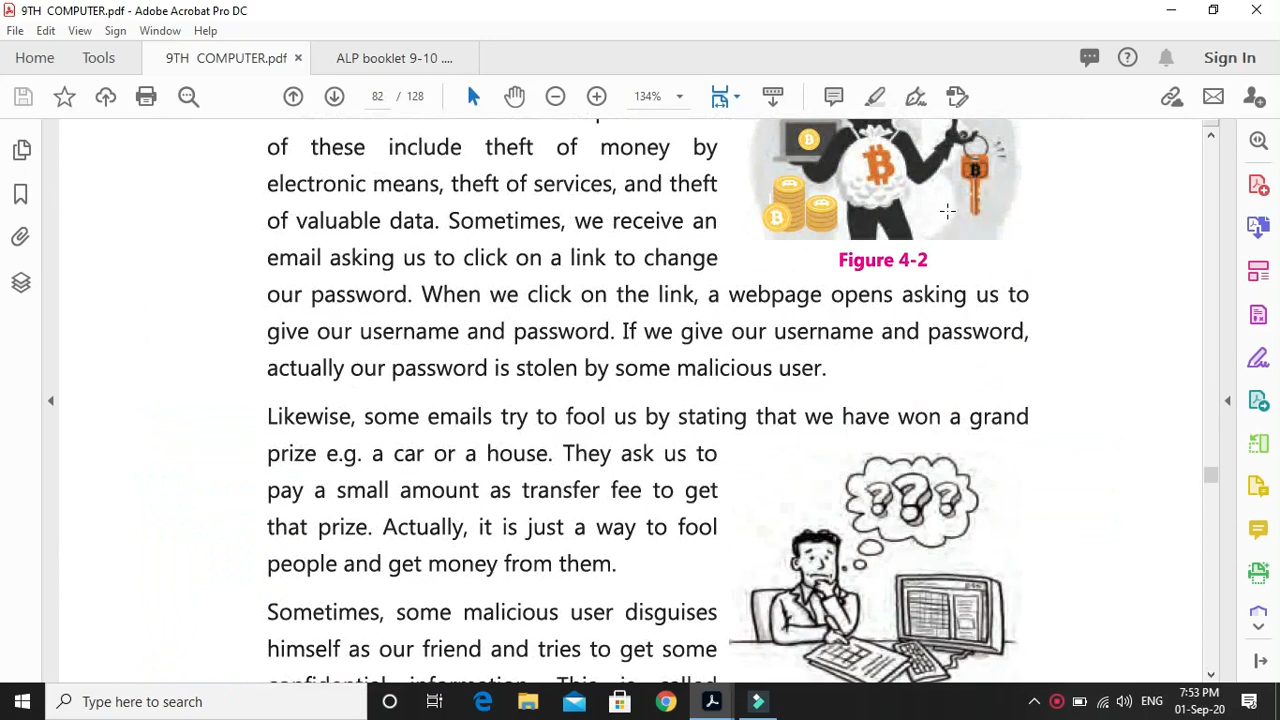 9TH COMPUTER.pdf - Adobe Acrobat Pro DC
File Edit View Sign Window Help
Home Tools 9TH COMPUTER.pdf × ALP booklet 9-10 .... Sign In
82 / 128 134%
of these include theft of money by
electronic means, theft of services, and theft
of valuable data. Sometimes, we receive an
email asking us to click on a link to change
Figure 4-2
our password. When we click on the link, a webpage opens asking us to
give our username and password. If we give our username and password,
actually our password is stolen by some malicious user.
Likewise, some emails try to fool us by stating that we have won a grand
prize e.g. a car or a house. They ask us to
pay a small amount as transfer fee to get
that prize. Actually, it is just a way to fool
people and get money from them.
???
Sometimes, some malicious user disguises
himself as our friend and tries to get some
confidential information. This is called
Type here to search
ENG
7:53 PM
01-Sep-20